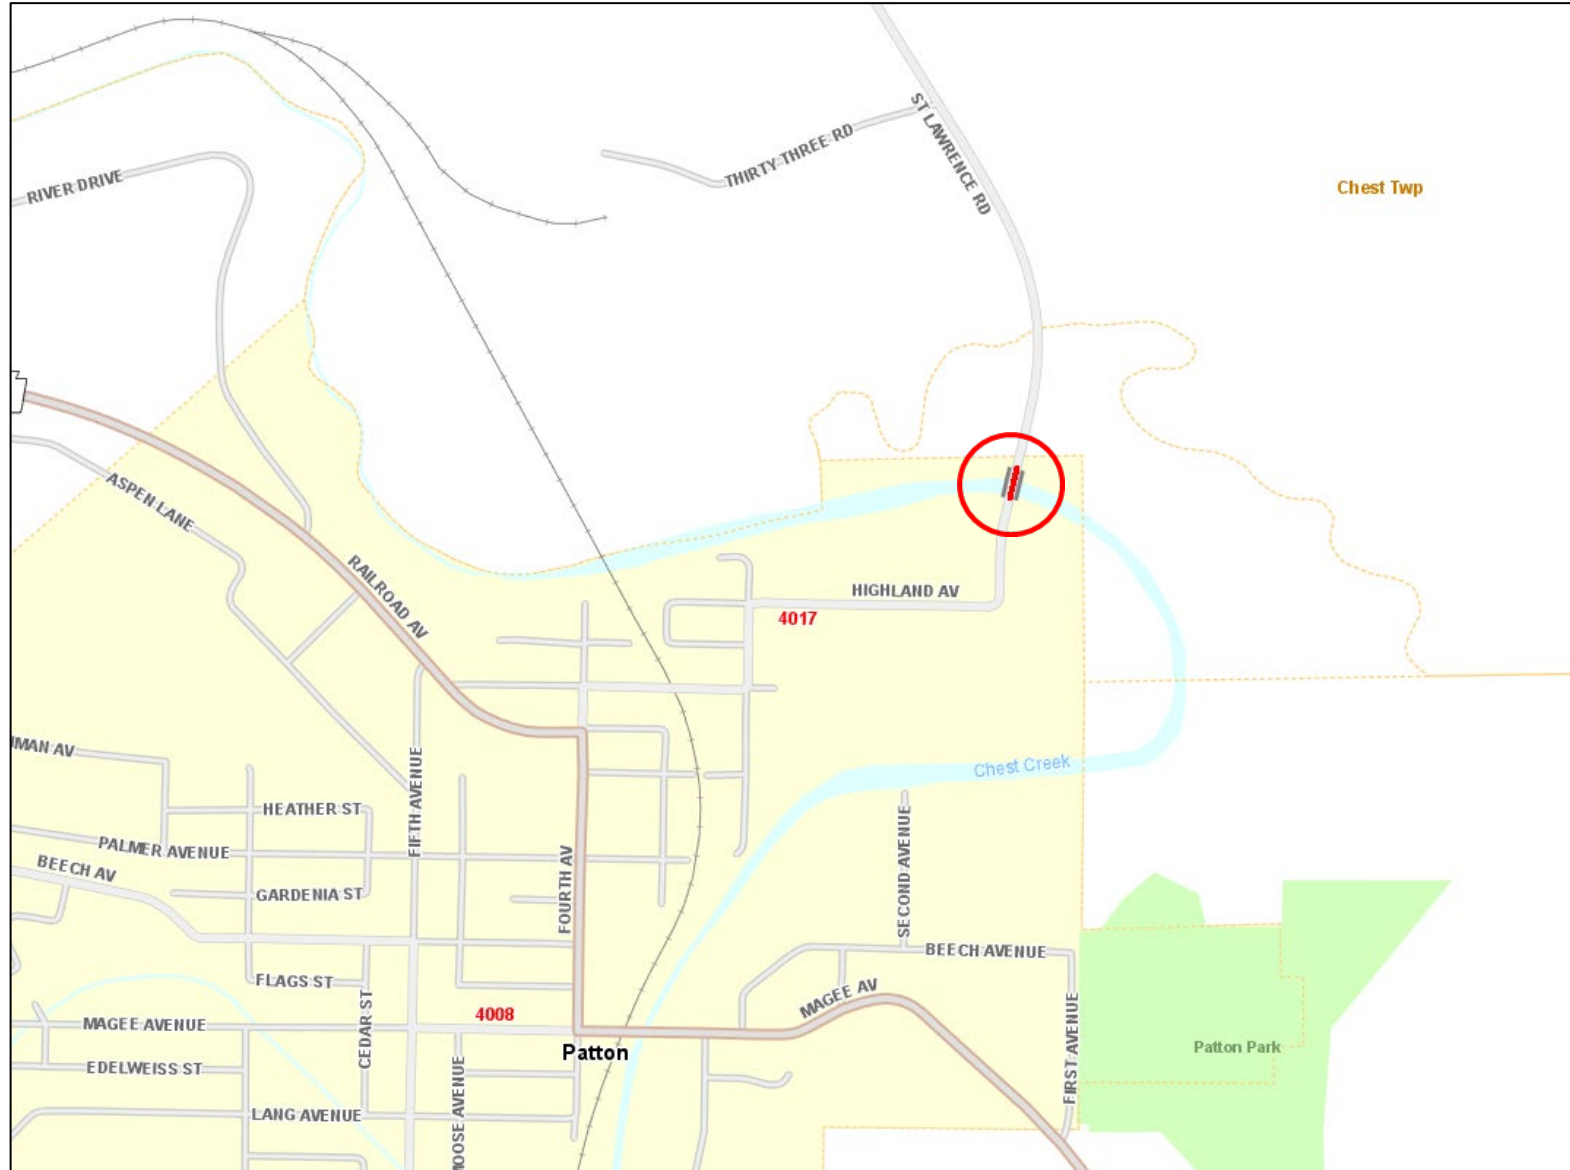 ST LAWRENCE RD
THIRTY THREE RD
RIVER DRIVE
Chest Twp
ASPEN LANE
RAILROAD AV
HIGHLAND AV
4017
MAN AV
Chest Creek
HEATHER ST
FIFTH AVENUE
PALMER AVENUE
BEECH AV
GARDENIA ST
FOURTH AV
SECOND AVENUE
BEECH AVENUE
FLAGS ST
MAGEE AV
CEDAR ST
4008
MAGEE AVENUE
Patton
FIRST AVENUE
Patton Park
EDELWEISS ST
MOOSE AVENUE
LANG AVENUE